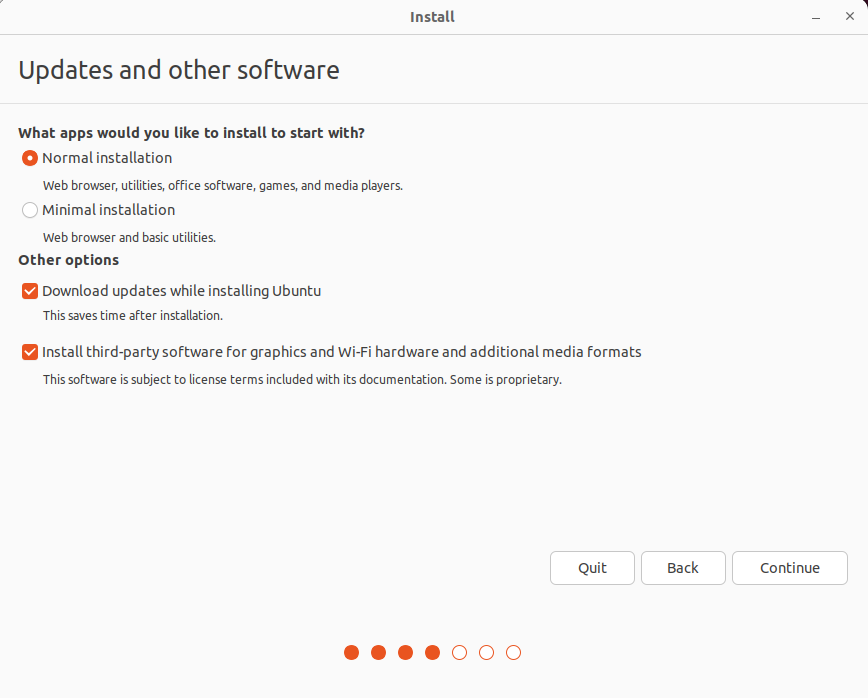 Install
Updates and other software
What apps would you like to install to start with?
Normal installation
Web browser, utilities, office software, games, and media players.
Minimal installation
Web browser and basic utilities.
Other options
Download updates while installing Ubuntu
This saves time after installation.
Install third-party software for graphics and Wi-Fi hardware and additional media formats
This software is subject to license terms included with its documentation. Some is proprietary.
Quit Back Continue